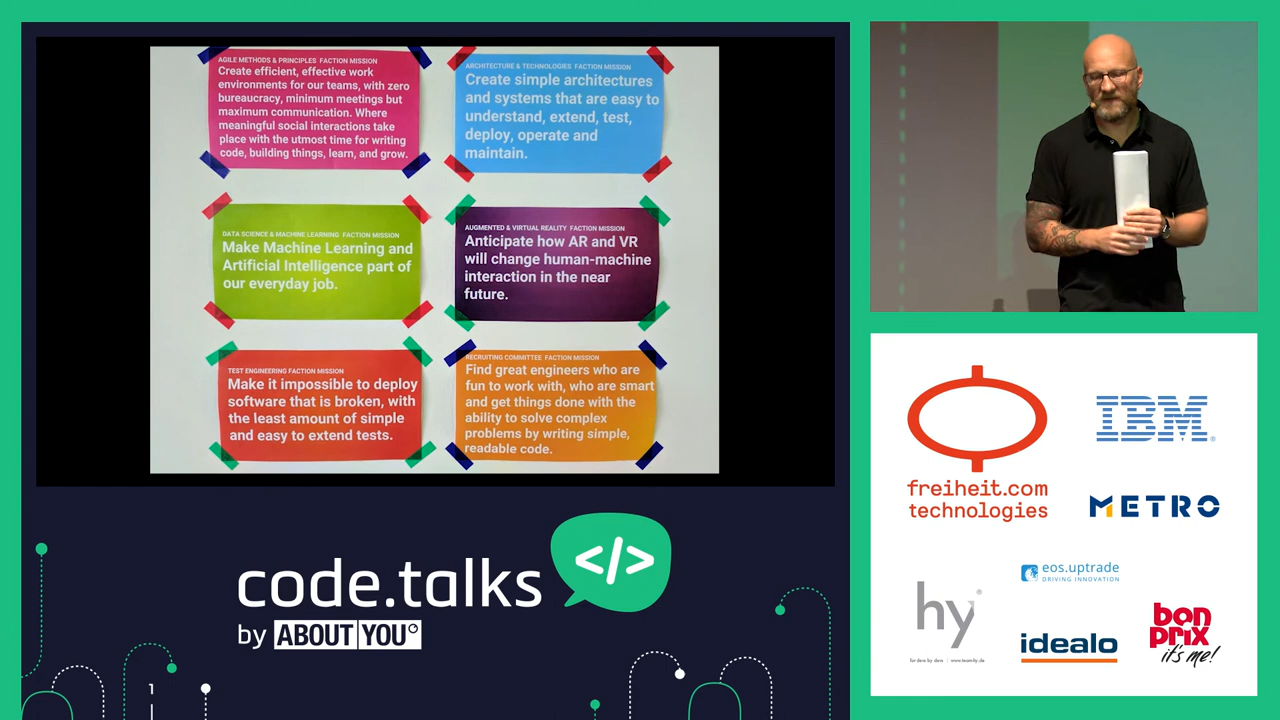 AGILE METHODS & PRINCIPLES FACTION MISSION
Create efficient, effective work
environments for our teams, with zero
bureaucracy, minimum meetings but
maximum communication. Where
meaningful social interactions take
place with the utmost time for writing
code, building things, learn, and grow.
ARCHITECTURE & TECHNOLOGIES FACTION MISSION
Create simple architectures
and systems that are easy to
understand, extend, test,
deploy, operate and
maintain.
DATA SCIENCE & MACHINE LEARNING FACTION MISSION
Make Machine Learning and
Artificial Intelligence part of
our everyday job.
AUGMENTED & VIRTUAL REALITY FACTION MISSION
Anticipate how AR and VR
will change human-machine
interaction in the near
future.
TEST ENGINEERING FACTION MISSION
Make it impossible to deploy
software that is broken, with
the least amount of simple
and easy to extend tests.
RECRUITING COMMITTEE FACTION MISSION
Find great engineers who are
fun to work with, who are smart
and get things done with the
ability to solve complex
problems by writing simple,
readable code.
code.talks
</>
by ABOUT YOU°
freiheit.com
technologies
IBM®
METRO
hy®
for devs by devs | www.team-hy.de
eos.uptrade
DRIVING INNOVATION
idealo
bon
prix
it's me!